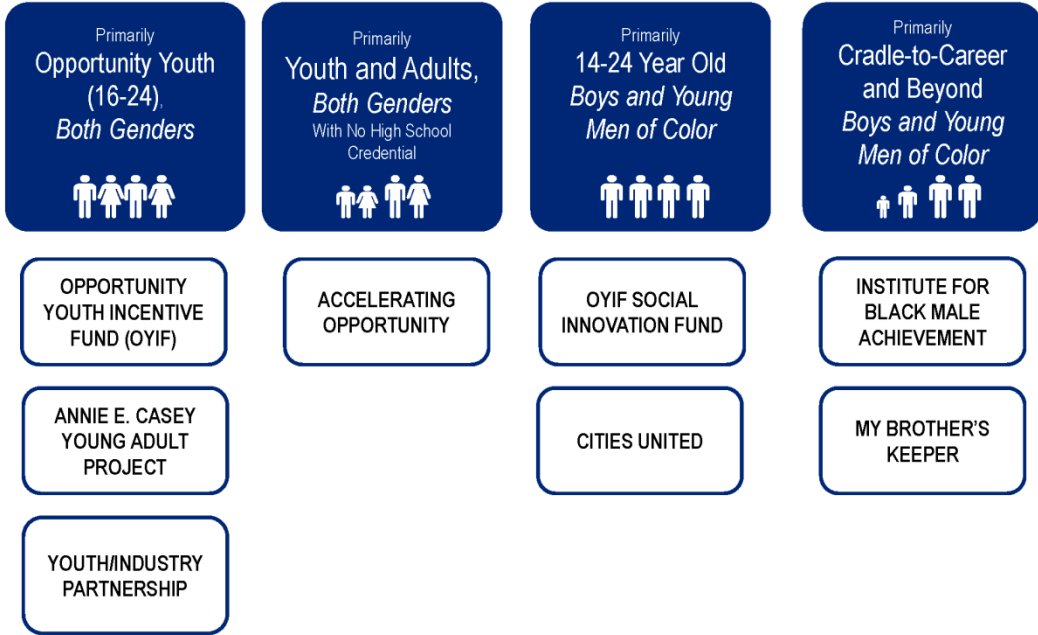 Primarily
Opportunity Youth
(16-24),
Both Genders
Primarily
Youth and Adults,
Both Genders
With No High School
Credential
Primarily
14-24 Year Old
Boys and Young
Men of Color
Primarily
Cradle-to-Career
and Beyond
Boys and Young
Men of Color
OPPORTUNITY
YOUTH INCENTIVE
FUND (OYIF)
ACCELERATING
OPPORTUNITY
OYIF SOCIAL
INNOVATION FUND
INSTITUTE FOR
BLACK MALE
ACHIEVEMENT
ANNIE E. CASEY
YOUNG ADULT
PROJECT
CITIES UNITED
MY BROTHER'S
KEEPER
YOUTH/INDUSTRY
PARTNERSHIP